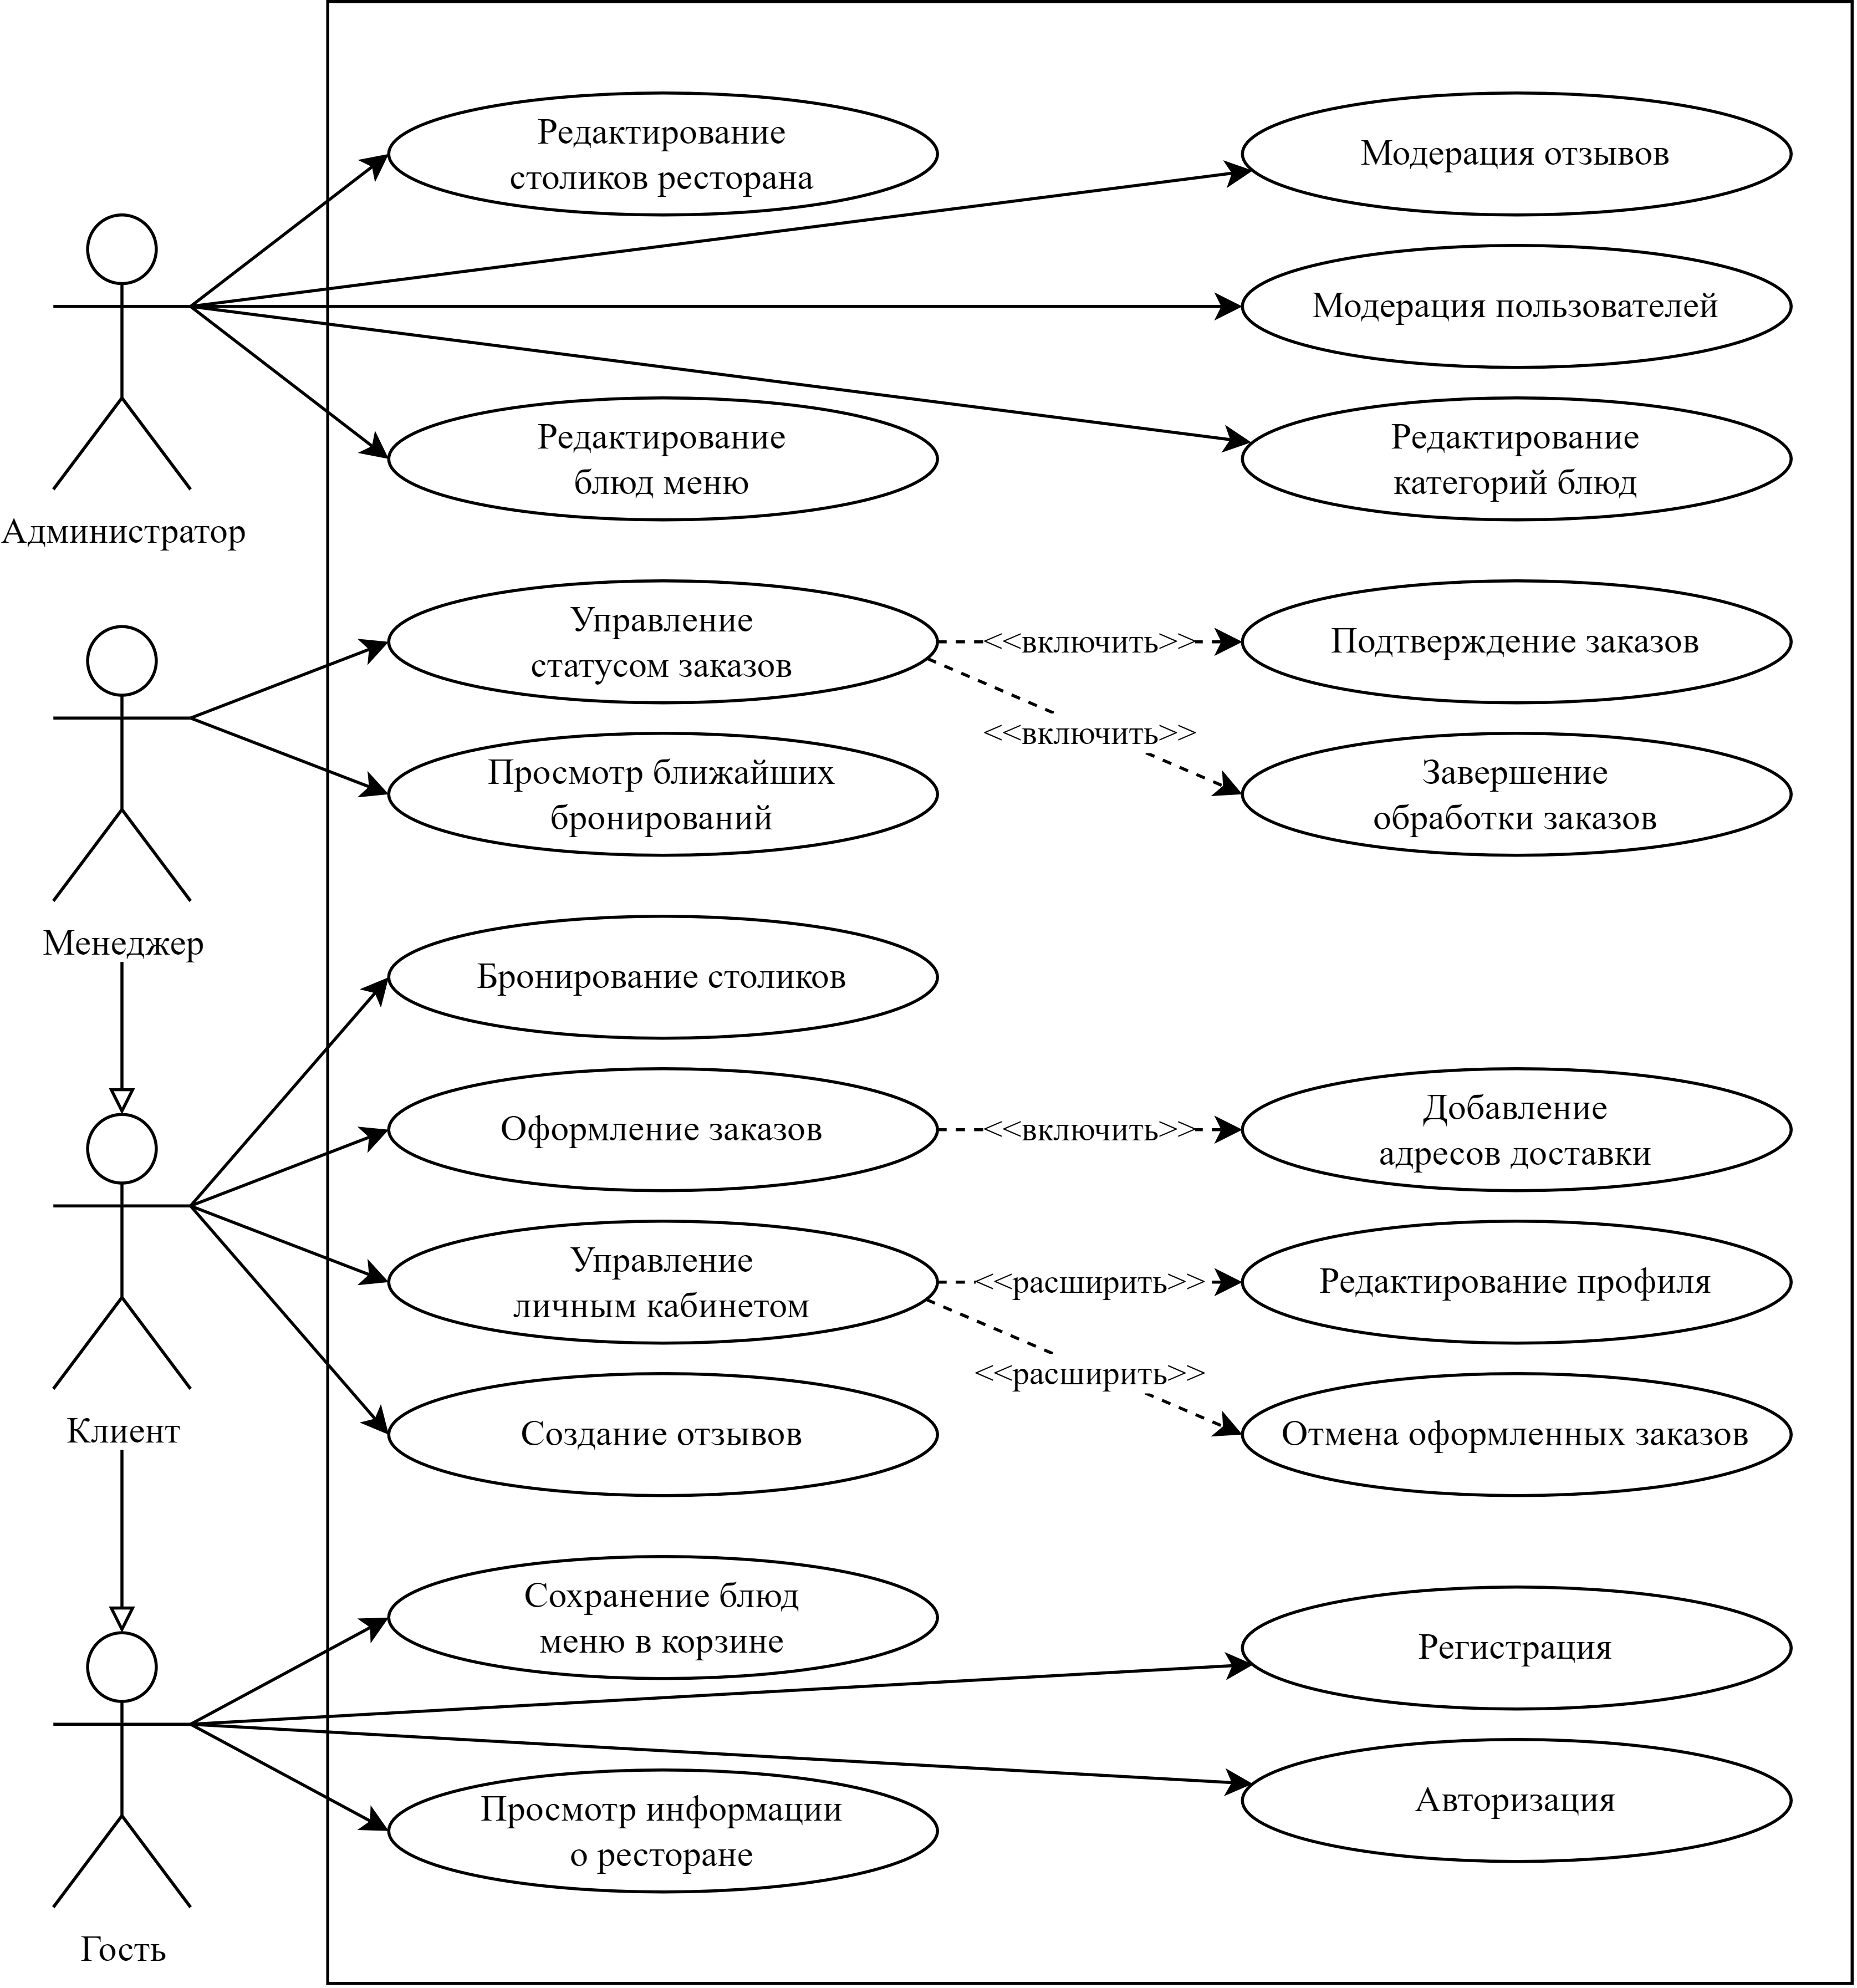 Редактирование
столиков ресторана
Модерация отзывов
Модерация пользователей
Редактирование
блюд меню
Редактирование
категорий блюд
Администратор
Управление
статусом заказов
<<включить>>
Подтверждение заказов
<<включить>>
Просмотр ближайших
бронирований
Завершение
обработки заказов
Менеджер
Бронирование столиков
Оформление заказов
<<включить>>
Добавление
адресов доставки
Управление
личным кабинетом
<<расширить>>
Редактирование профиля
<<расширить>>
Создание отзывов
Отмена оформленных заказов
Клиент
Сохранение блюд
меню в корзине
Регистрация
Просмотр информации
о ресторане
Авторизация
Гость